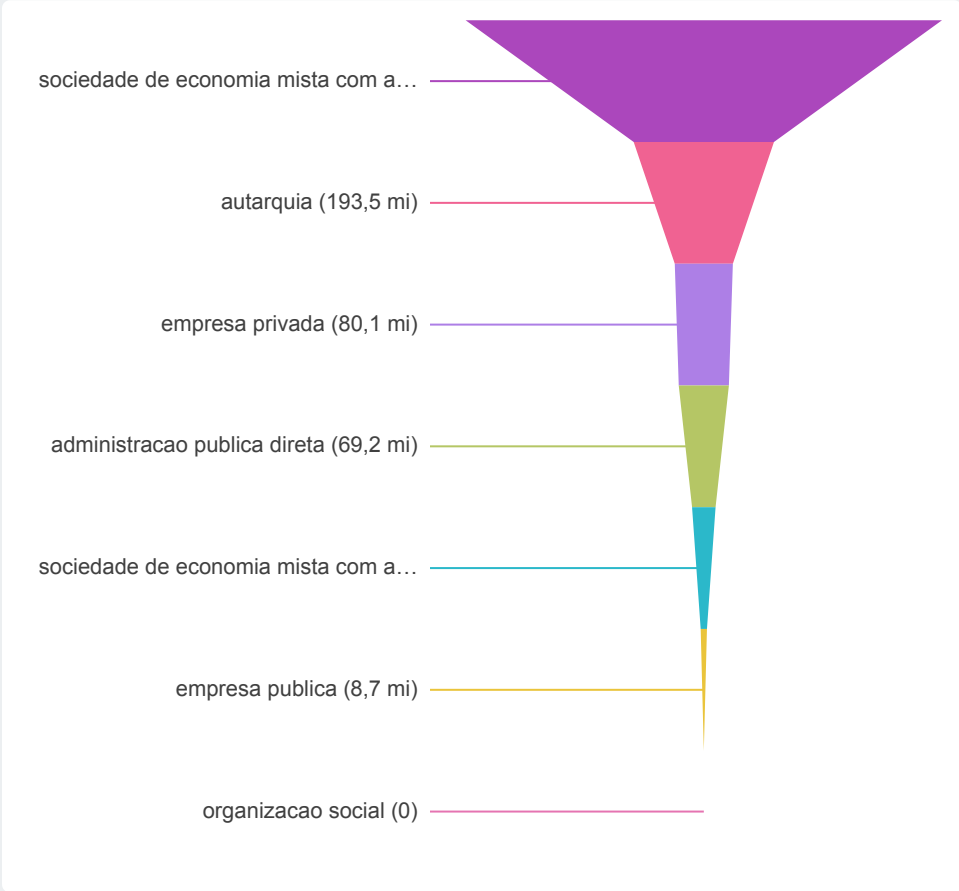 sociedade de economia mista com a…
autarquia (193,5 mi)
empresa privada (80,1 mi)
administracao publica direta (69,2 mi)
sociedade de economia mista com a…
empresa publica (8,7 mi)
organizacao social (0)